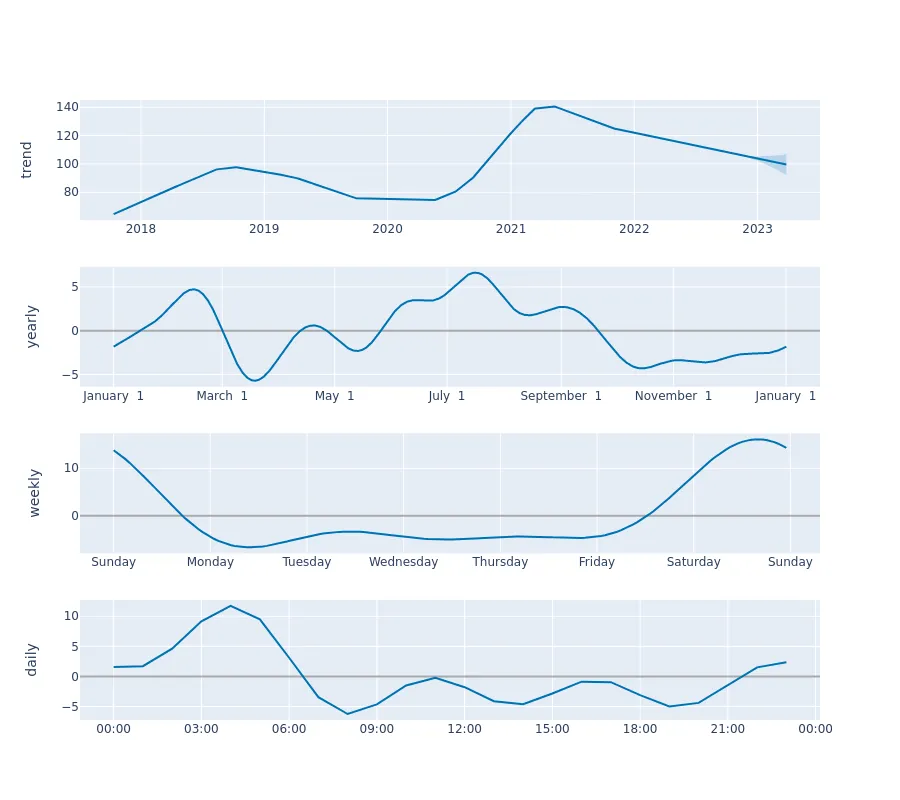 140
120
100
80
trend
2018 2019 2020 2021 2022 2023
5
0
−5
yearly
January 1 March 1 May 1 July 1 September 1 November 1 January 1
10
0
weekly
Sunday Monday Tuesday Wednesday Thursday Friday Saturday Sunday
10
5
0
−5
daily
00:00 03:00 06:00 09:00 12:00 15:00 18:00 21:00 00:00